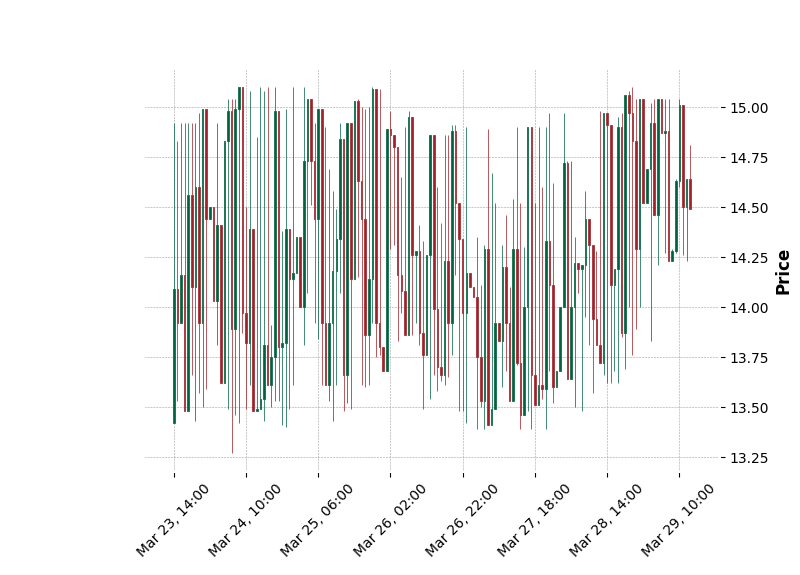 15.00
14.75
14.50
14.25
14.00
13.75
13.50
13.25
Price
Mar 23, 14:00
Mar 24, 10:00
Mar 25, 06:00
Mar 26, 02:00
Mar 26, 22:00
Mar 27, 18:00
Mar 28, 14:00
Mar 29, 10:00